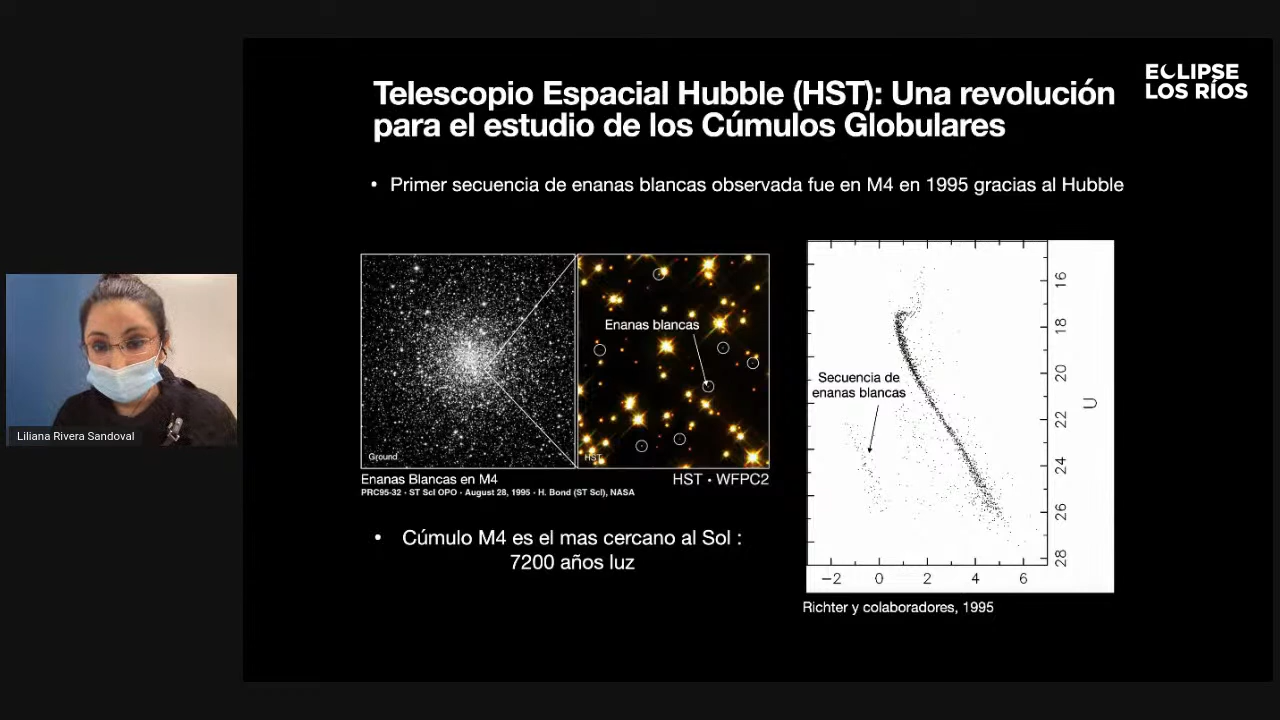 Telescopio Espacial Hubble (HST): Una revolución
para el estudio de los Cúmulos Globulares
ECLIPSE
LOS RÍOS
• Primer secuencia de enanas blancas observada fue en M4 en 1995 gracias al Hubble
Enanas blancas
Ground
HST
Enanas Blancas en M4
HST • WFPC2
PRC95-32 · ST ScI OPO · August 28, 1995 · H. Bond (ST ScI), NASA
• Cúmulo M4 es el mas cercano al Sol :
7200 años luz
Secuencia de
enanas blancas
16
18
20
22
24
26
28
U
−2 0 2 4 6
Richter y colaboradores, 1995
Liliana Rivera Sandoval